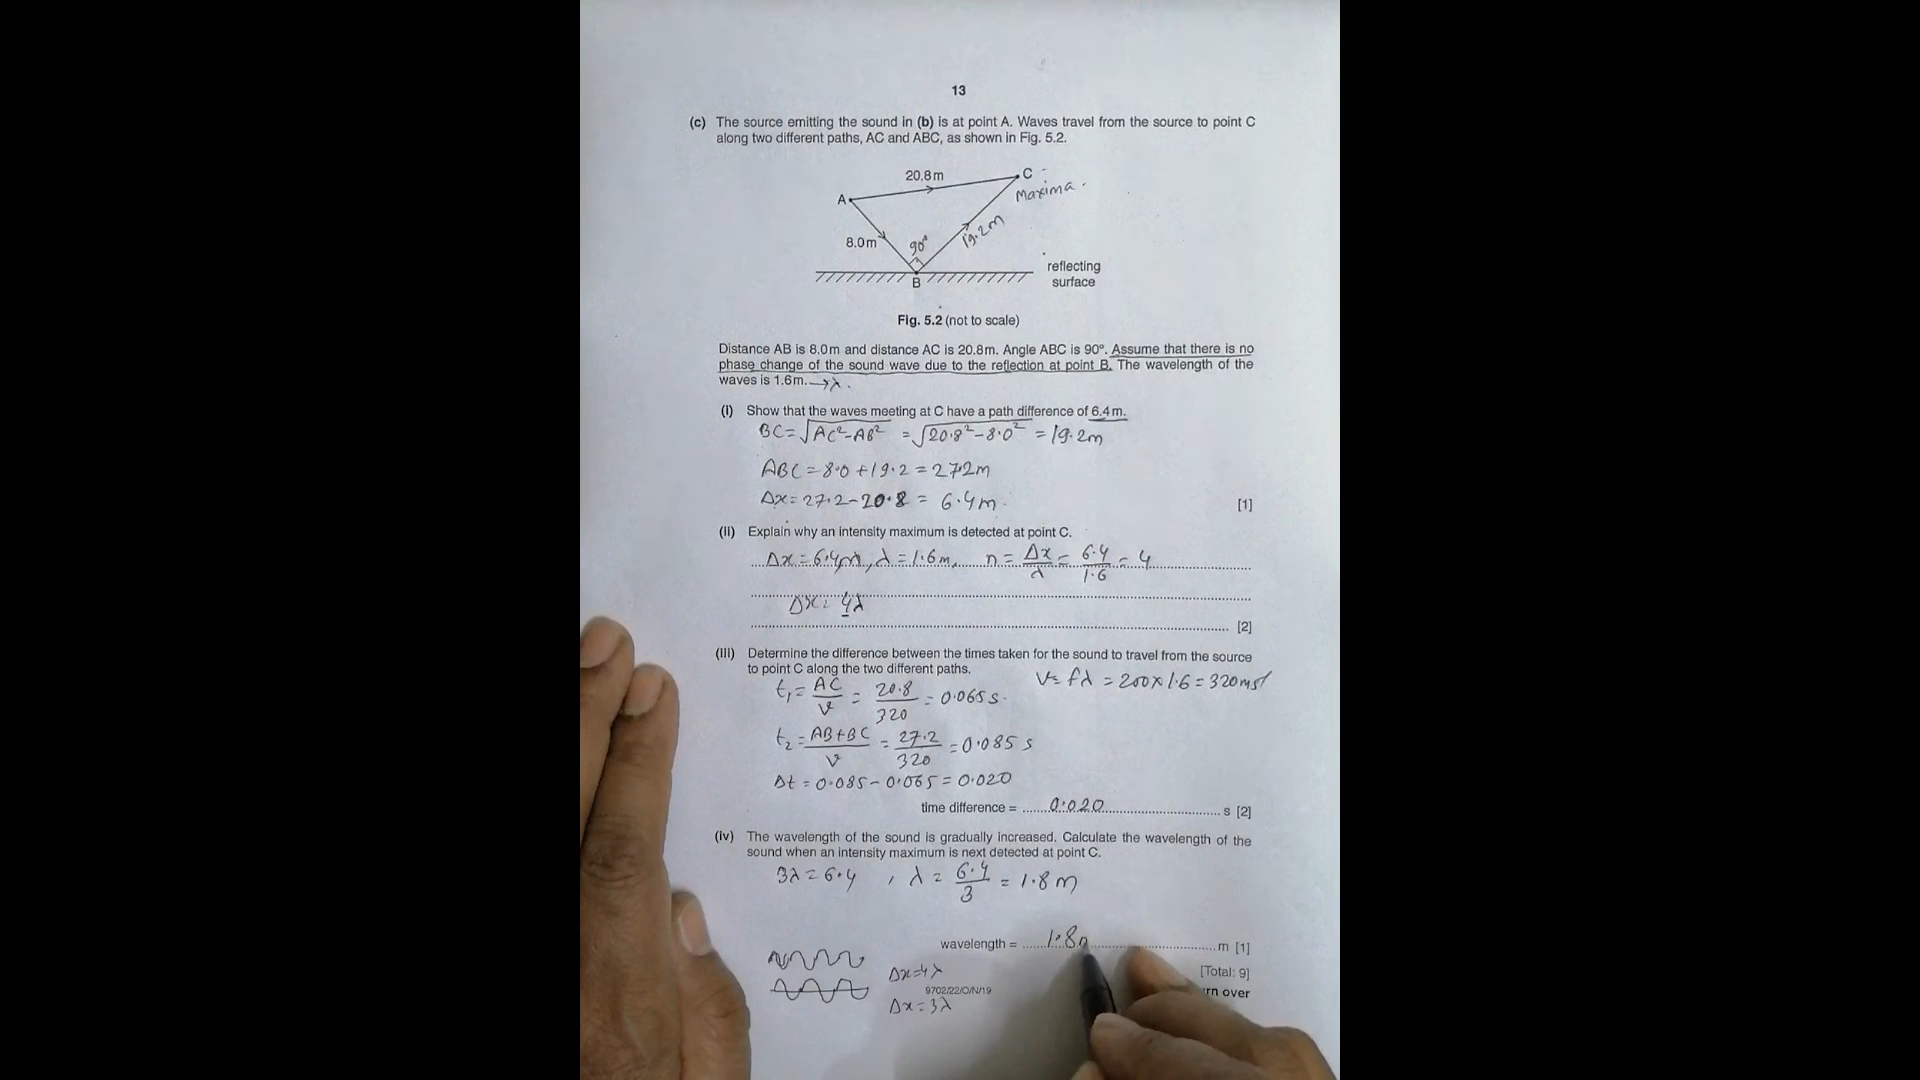 13
(c) The source emitting the sound in (b) is at point A. Waves travel from the source to point C
along two different paths, AC and ABC, as shown in Fig. 5.2.
20.8m
C
Maxima
A
8.0m
90°
19.2m
reflecting
surface
B
Fig. 5.2 (not to scale)
Distance AB is 8.0m and distance AC is 20.8m. Angle ABC is 90°. Assume that there is no
phase change of the sound wave due to the reflection at point B. The wavelength of the
waves is 1.6m. → λ.
(i) Show that the waves meeting at C have a path difference of 6.4m.
BC = √AC²-AB² = √20.8²-8.0² = 19.2m
ABC = 8.0 + 19.2 = 27.2m
Δx = 27.2 - 20.8 = 6.4m
[1]
(ii) Explain why an intensity maximum is detected at point C.
Δx = 6.4m, λ = 1.6m, n = Δx/λ = 6.4/1.6 = 4
Δx = 4λ
[2]
(iii) Determine the difference between the times taken for the sound to travel from the source
to point C along the two different paths.
V = fλ = 200 x 1.6 = 320ms⁻¹
t₁ = AC/V = 20.8/320 = 0.065 s
t₂ = AB+BC/V = 27.2/320 = 0.085 s
Δt = 0.085 - 0.065 = 0.020
time difference = 0.020 s [2]
(iv) The wavelength of the sound is gradually increased. Calculate the wavelength of the
sound when an intensity maximum is next detected at point C.
3λ = 6.4 , λ = 6.4/3 = 1.8 m
wavelength = 1.8 m [1]
Δx=4λ
[Total: 9]
9702/22/O/N/19
rn over
Δx = 3λ